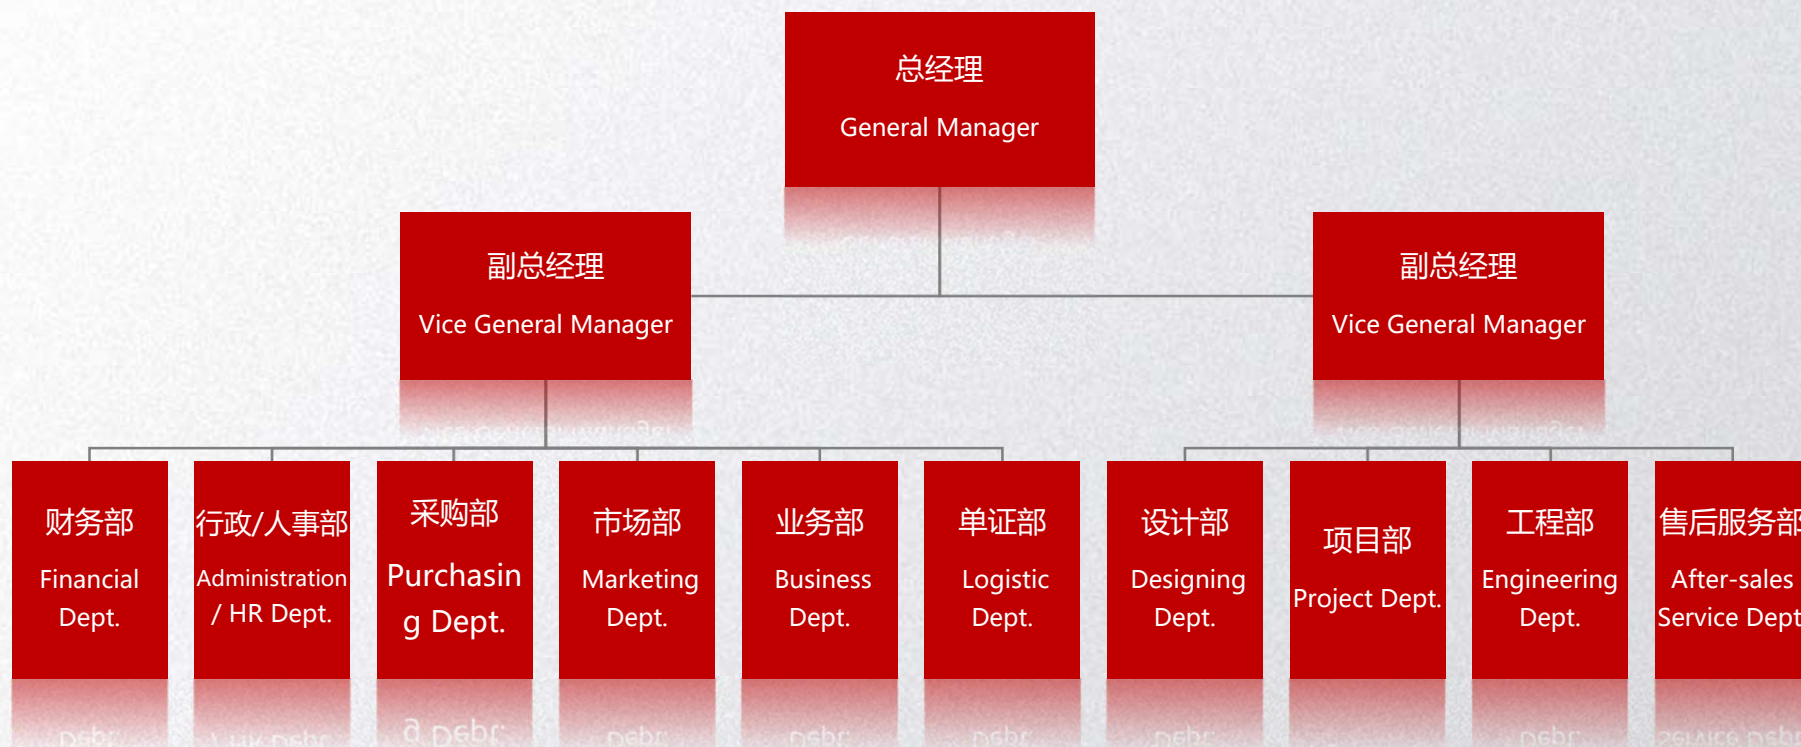 总经理
General Manager
副总经理
Vice General Manager
副总经理
Vice General Manager
财务部
Financial
Dept.
行政/人事部
Administration
/ HR Dept.
采购部
Purchasin
g Dept.
市场部
Marketing
Dept.
业务部
Business
Dept.
单证部
Logistic
Dept.
设计部
Designing
Dept.
项目部
Project Dept.
工程部
Engineering
Dept.
售后服务部
After-sales
Service Dept